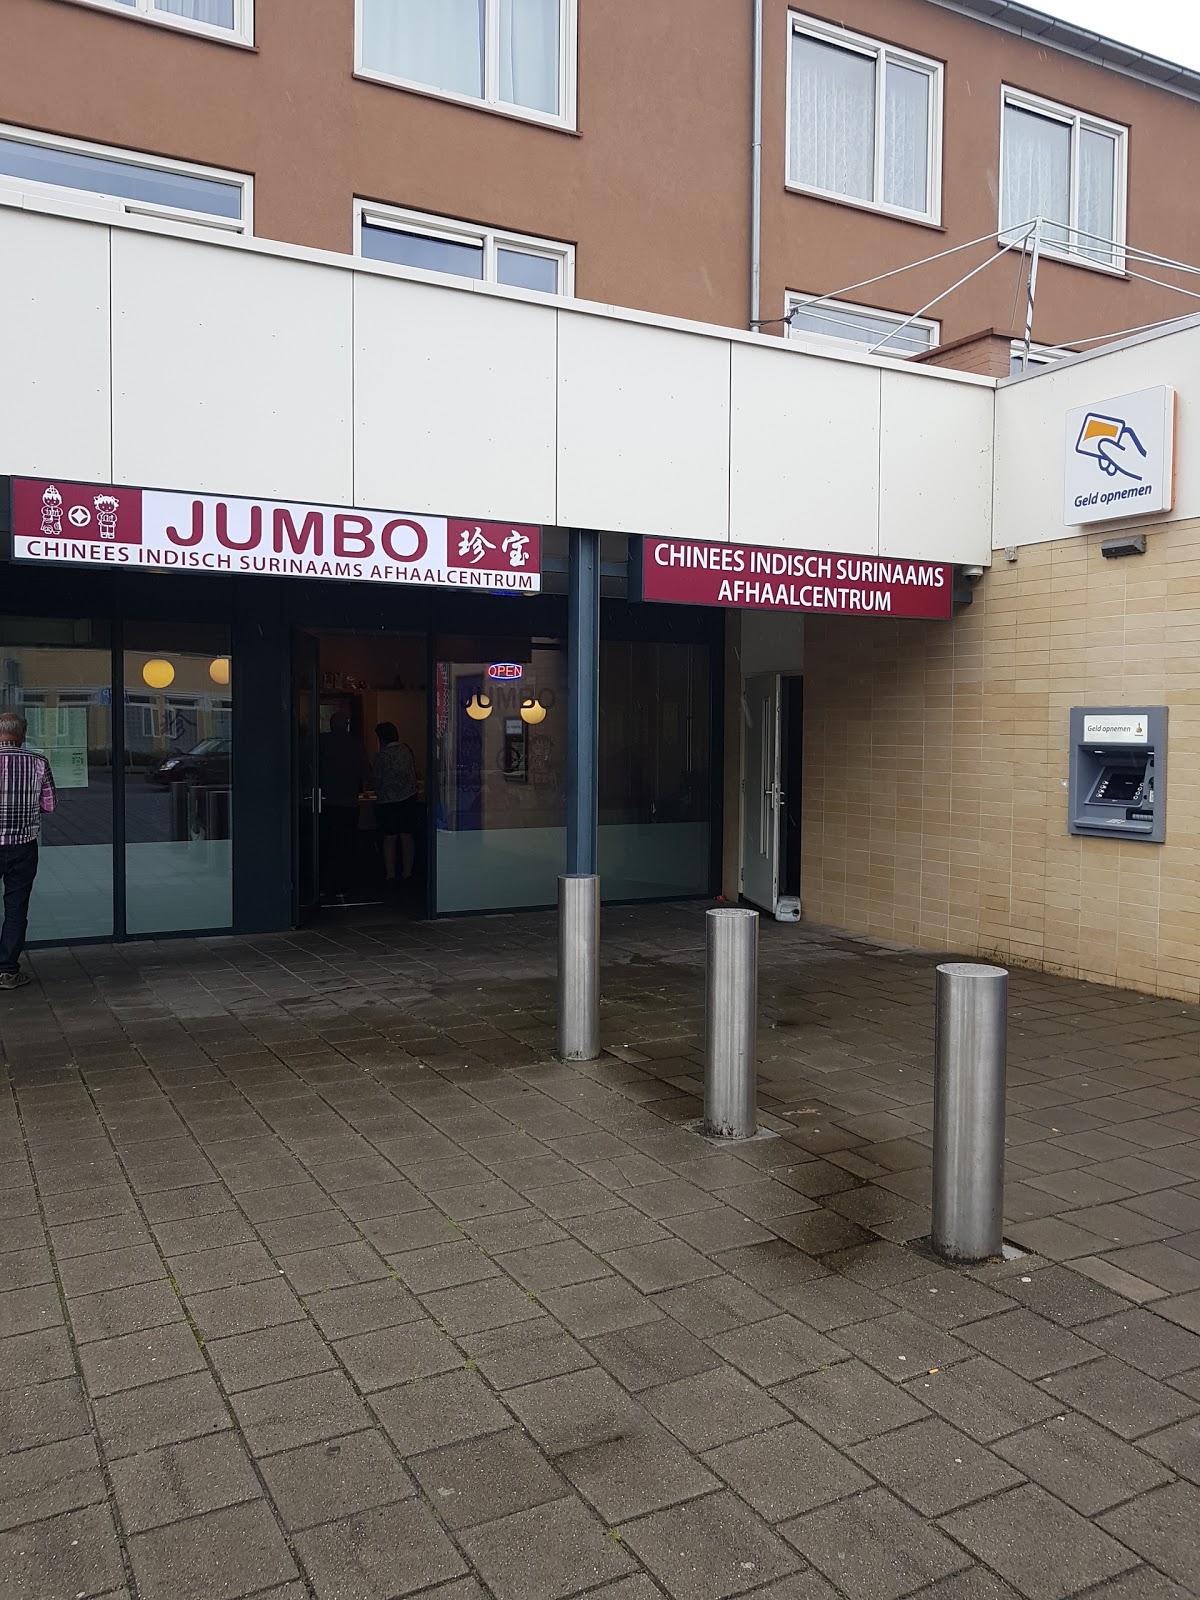 JUMBO 珍宝
CHINEES INDISCH SURINAAMS AFHAALCENTRUM
CHINEES INDISCH SURINAAMS
AFHAALCENTRUM
Geld opnemen
OPEN
JUMBO
Geld opnemen